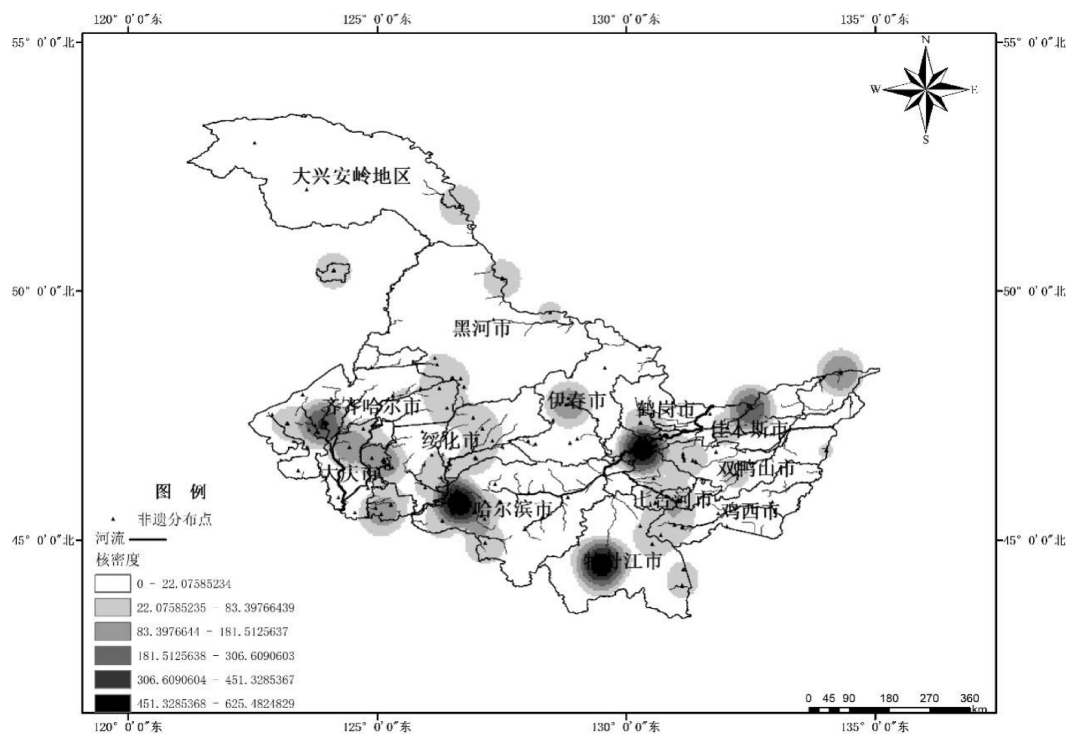 120° 0′0″东 125° 0′0″东 130° 0′0″东 135° 0′0″东
55° 0′0″北 55° 0′0″北
N
W E
S
大兴安岭地区
50° 0′0″北 50° 0′0″北
黑河市
伊春市
鹤岗市
齐齐哈尔市
佳木斯市
绥化市
双鸭山市
大庆市
七台河市
哈尔滨市
鸡西市
牡丹江市
45° 0′0″北 45° 0′0″北
图 例
非遗分布点
河流
核密度
0 - 22.07585234
22.07585235 - 83.39766439
83.3976644 - 181.5125637
181.5125638 - 306.6090603
306.6090604 - 451.3285367
451.3285368 - 625.4824829
0 45 90 180 270 360
km
120° 0′0″东 125° 0′0″东 130° 0′0″东 135° 0′0″东